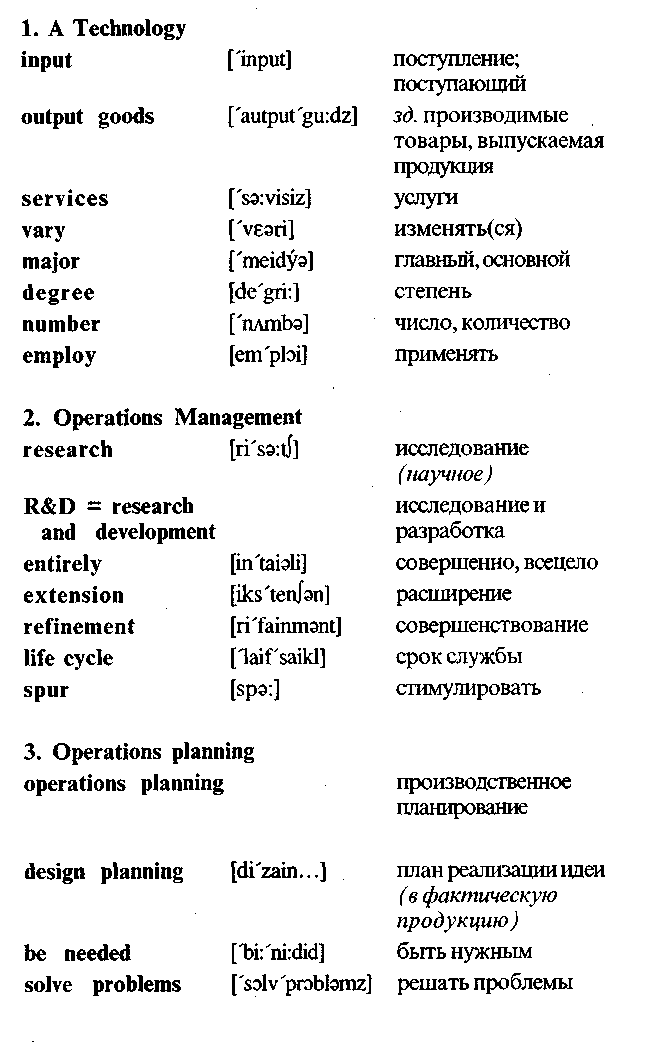 1. A Technology
input ['input] поступление;
поступающий
output goods ['autput'gu:dz] зд. производимые
товары, выпускаемая
продукция
services ['sə:visiz] услуги
vary ['vɛəri] изменять(ся)
major ['meidýə] главный, основной
degree [de'gri:] степень
number ['nʌmbə] число, количество
employ [em'plɔi] применять
2. Operations Management
research [ri'sə:tʃ] исследование
(научное)
R&D = research исследование и
and development разработка
entirely [in'taiəli] совершенно, всецело
extension [iks'tenʃən] расширение
refinement [ri'fainmənt] совершенствование
life cycle ['laif'saikl] срок службы
spur [spə:] стимулировать
3. Operations planning
operations planning производственное
планирование
design planning [di'zain...] план реализации идеи
(в фактическую
продукцию)
be needed ['bi:'ni:did] быть нужным
solve problems ['sɔlv'prɔbləmz] решать проблемы